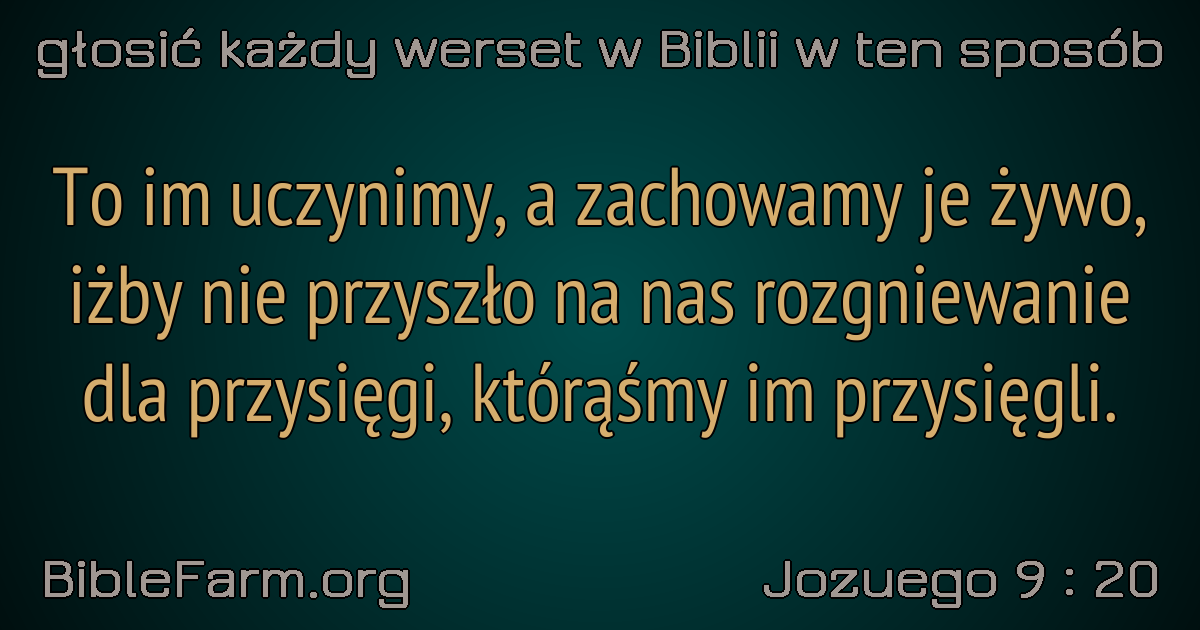 głosić każdy werset w Biblii w ten sposób
To im uczynimy, a zachowamy je żywo,
iżby nie przyszło na nas rozgniewanie
dla przysięgi, którąśmy im przysięgli.
BibleFarm.org
Jozuego 9 : 20